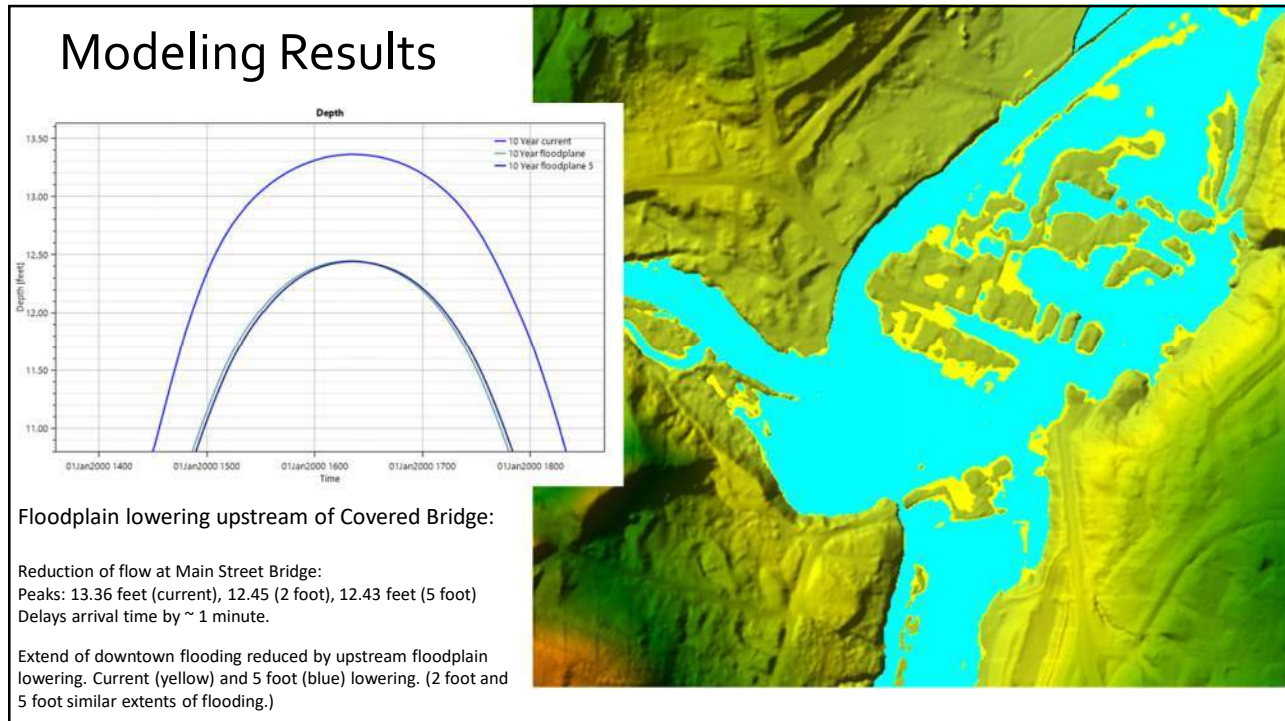 Modeling Results
Depth
13.50
13.00
12.50
12.00
11.50
11.00
Depth [feet]
10 Year current
10 Year floodplane
10 Year floodplane 5
01Jan2000 1400 01Jan2000 1500 01Jan2000 1600 01Jan2000 1700 01Jan2000 1800
Time
Floodplain lowering upstream of Covered Bridge:
Reduction of flow at Main Street Bridge:
Peaks: 13.36 feet (current), 12.45 (2 foot), 12.43 feet (5 foot)
Delays arrival time by ~ 1 minute.
Extend of downtown flooding reduced by upstream floodplain
lowering. Current (yellow) and 5 foot (blue) lowering. (2 foot and
5 foot similar extents of flooding.)